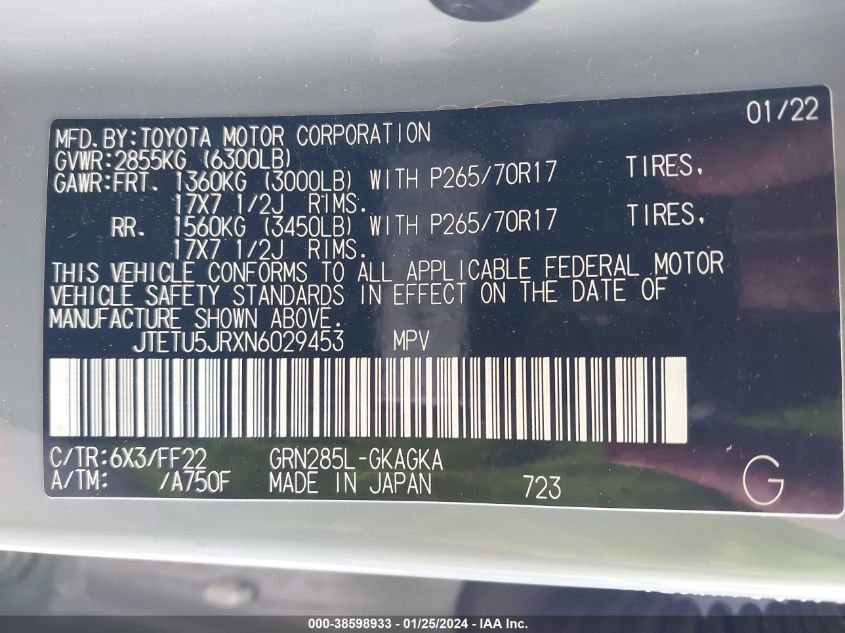 01/22
MFD.BY:TOYOTA MOTOR CORPORATION
GVWR:2855KG (6300LB)
GAWR:FRT. 1360KG (3000LB) WITH P265/70R17 TIRES,
17X7 1/2J RIMS.
RR. 1560KG (3450LB) WITH P265/70R17 TIRES,
17X7 1/2J RIMS.
THIS VEHICLE CONFORMS TO ALL APPLICABLE FEDERAL MOTOR
VEHICLE SAFETY STANDARDS IN EFFECT ON THE DATE OF
MANUFACTURE SHOWN ABOVE.
JTETU5JRXN6029453 MPV
C/TR:6X3/FF22 GRN285L-GKAGKA
A/TM: /A750F MADE IN JAPAN 723 G
000-38598933 - 01/25/2024 - IAA Inc.